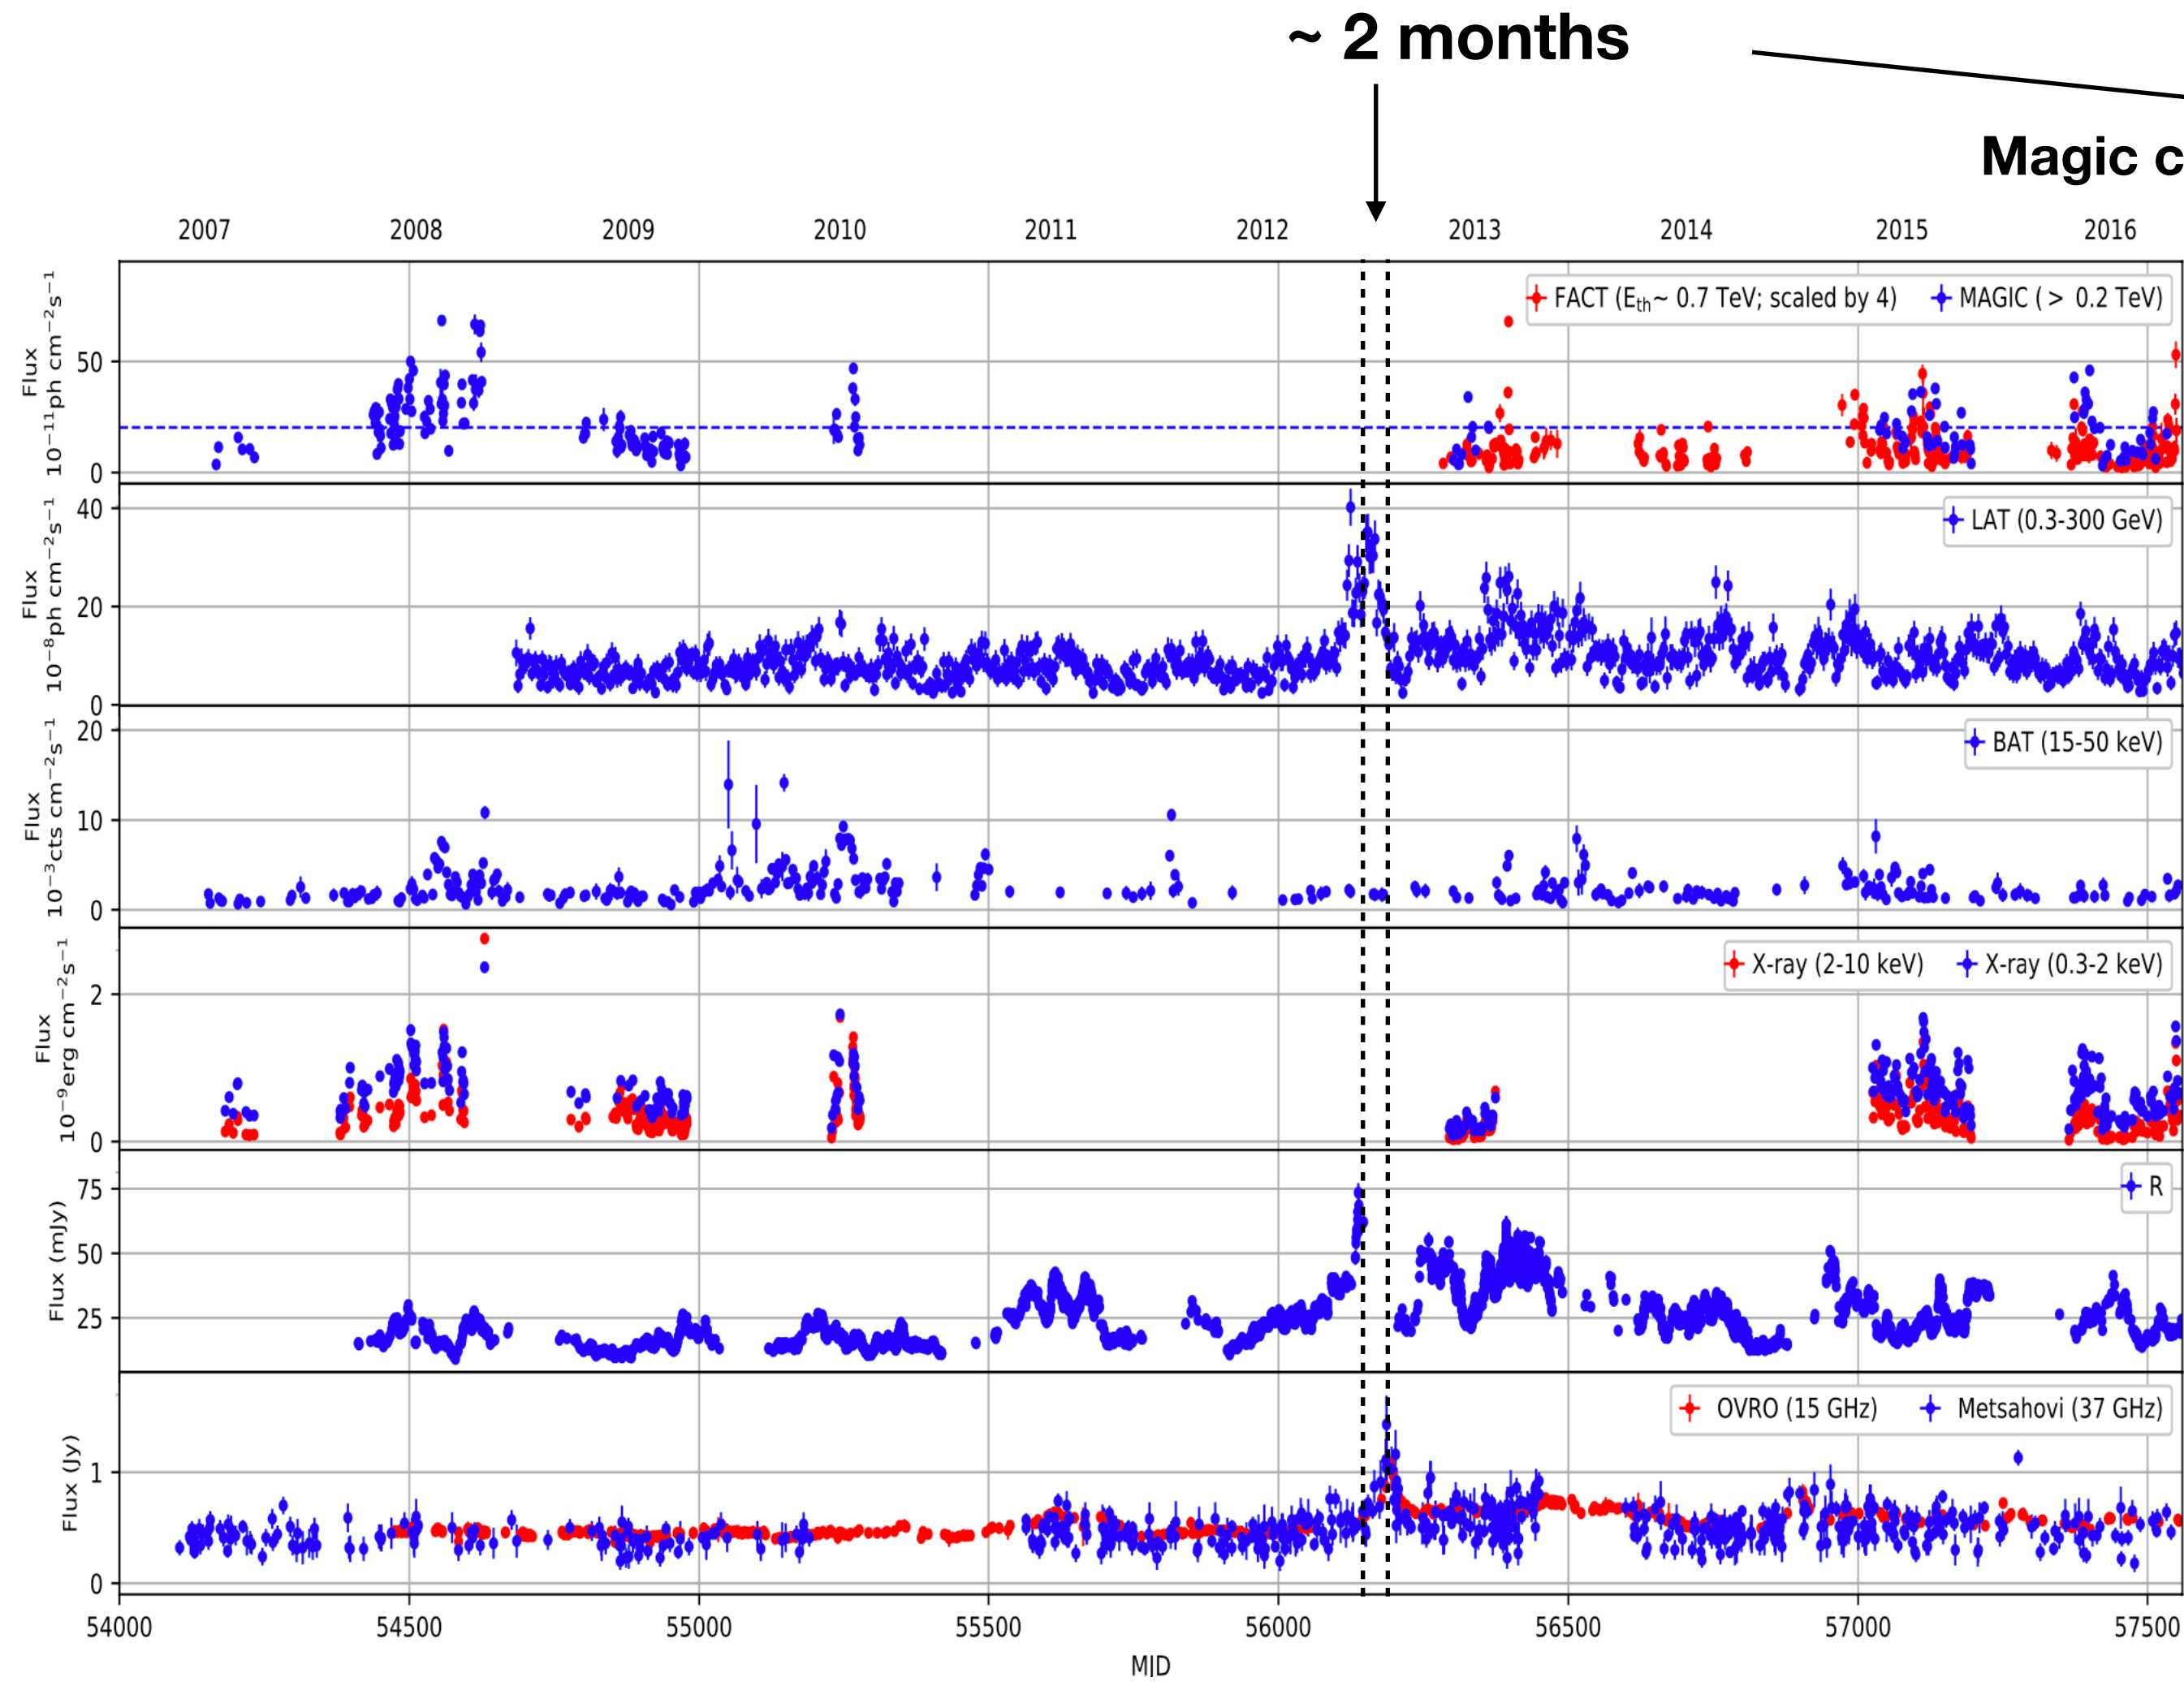 ~ 2 months
Magic c
2007 2008 2009 2010 2011 2012 2013 2014 2015 2016
Flux
10⁻¹¹ph cm⁻²s⁻¹
50
0
FACT (Eth~ 0.7 TeV; scaled by 4) MAGIC ( > 0.2 TeV)
Flux
10⁻⁸ph cm⁻²s⁻¹
40
20
0
LAT (0.3-300 GeV)
Flux
10⁻³cts cm⁻²s⁻¹
20
10
0
BAT (15-50 keV)
Flux
10⁻⁹erg cm⁻²s⁻¹
2
0
X-ray (2-10 keV) X-ray (0.3-2 keV)
Flux (mJy)
75
50
25
R
Flux (Jy)
1
0
OVRO (15 GHz) Metsahovi (37 GHz)
54000 54500 55000 55500 56000 56500 57000 57500
MJD